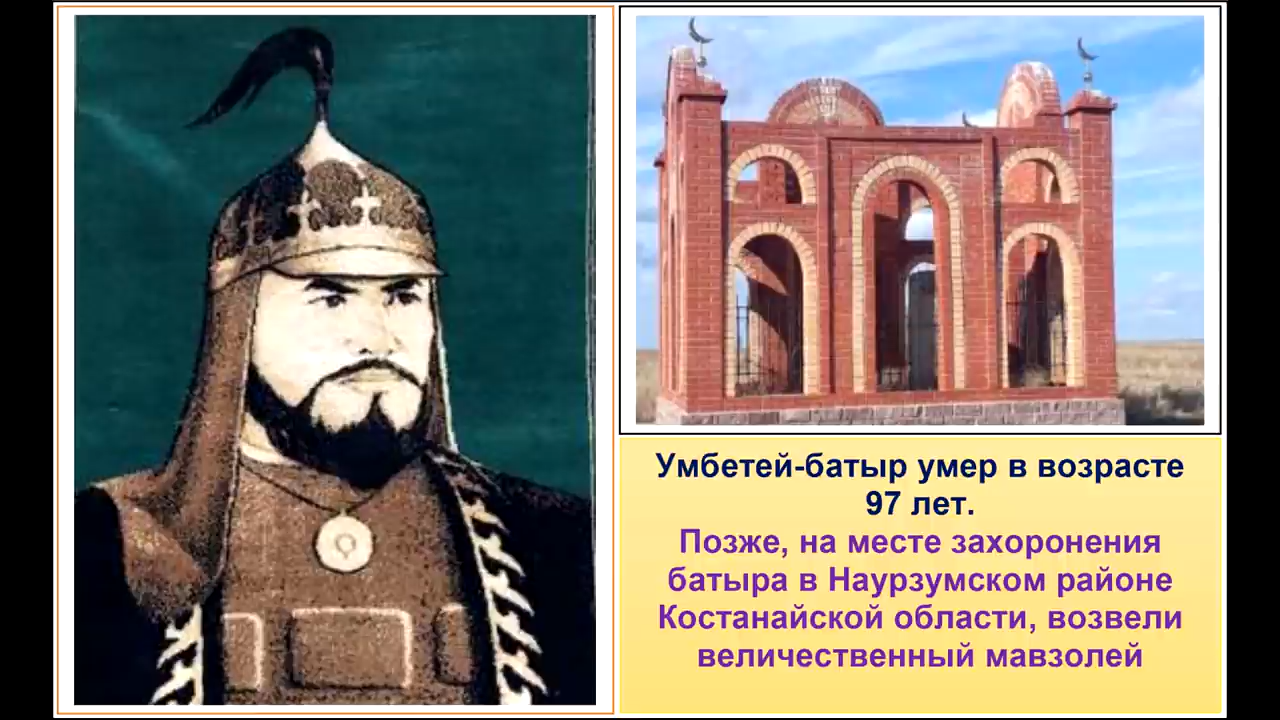 Умбетей-батыр умер в возрасте
97 лет.
Позже, на месте захоронения
батыра в Наурзумском районе
Костанайской области, возвели
величественный мавзолей